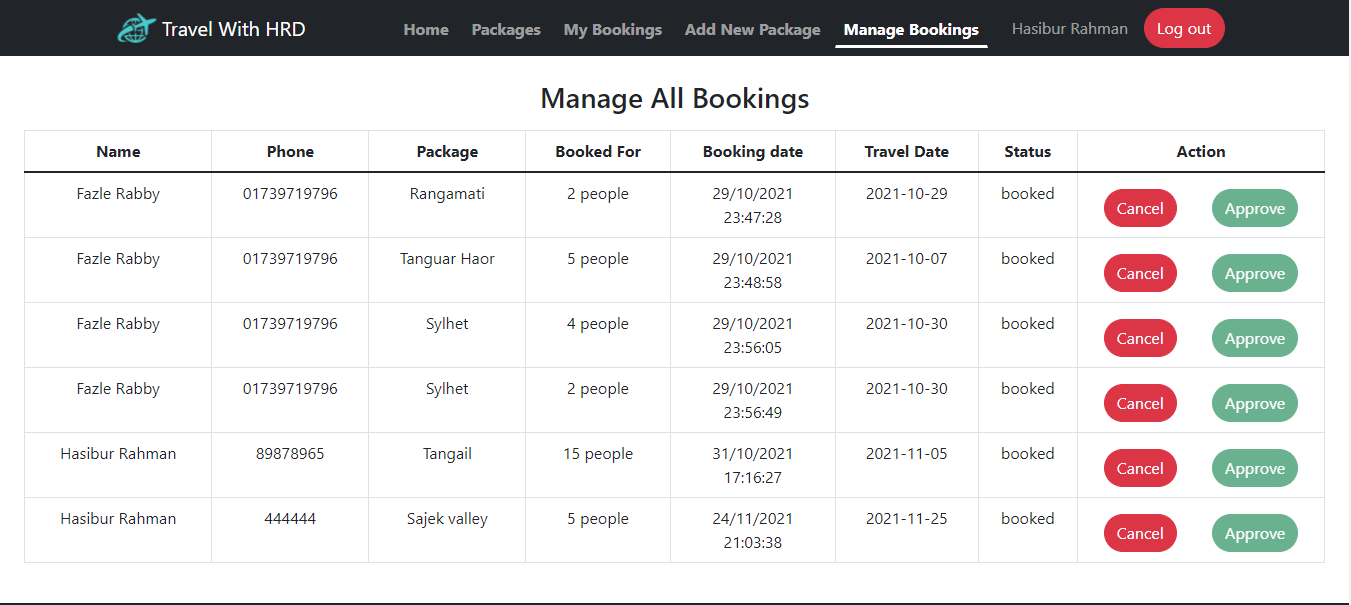 Travel With HRD Home Packages My Bookings Add New Package Manage Bookings Hasibur Rahman Log out
Manage All Bookings
Name Phone Package Booked For Booking date Travel Date Status Action
Fazle Rabby 01739719796 Rangamati 2 people 29/10/2021 2021-10-29 booked Cancel Approve
23:47:28
Fazle Rabby 01739719796 Tanguar Haor 5 people 29/10/2021 2021-10-07 booked Cancel Approve
23:48:58
Fazle Rabby 01739719796 Sylhet 4 people 29/10/2021 2021-10-30 booked Cancel Approve
23:56:05
Fazle Rabby 01739719796 Sylhet 2 people 29/10/2021 2021-10-30 booked Cancel Approve
23:56:49
Hasibur Rahman 89878965 Tangail 15 people 31/10/2021 2021-11-05 booked Cancel Approve
17:16:27
Hasibur Rahman 444444 Sajek valley 5 people 24/11/2021 2021-11-25 booked Cancel Approve
21:03:38